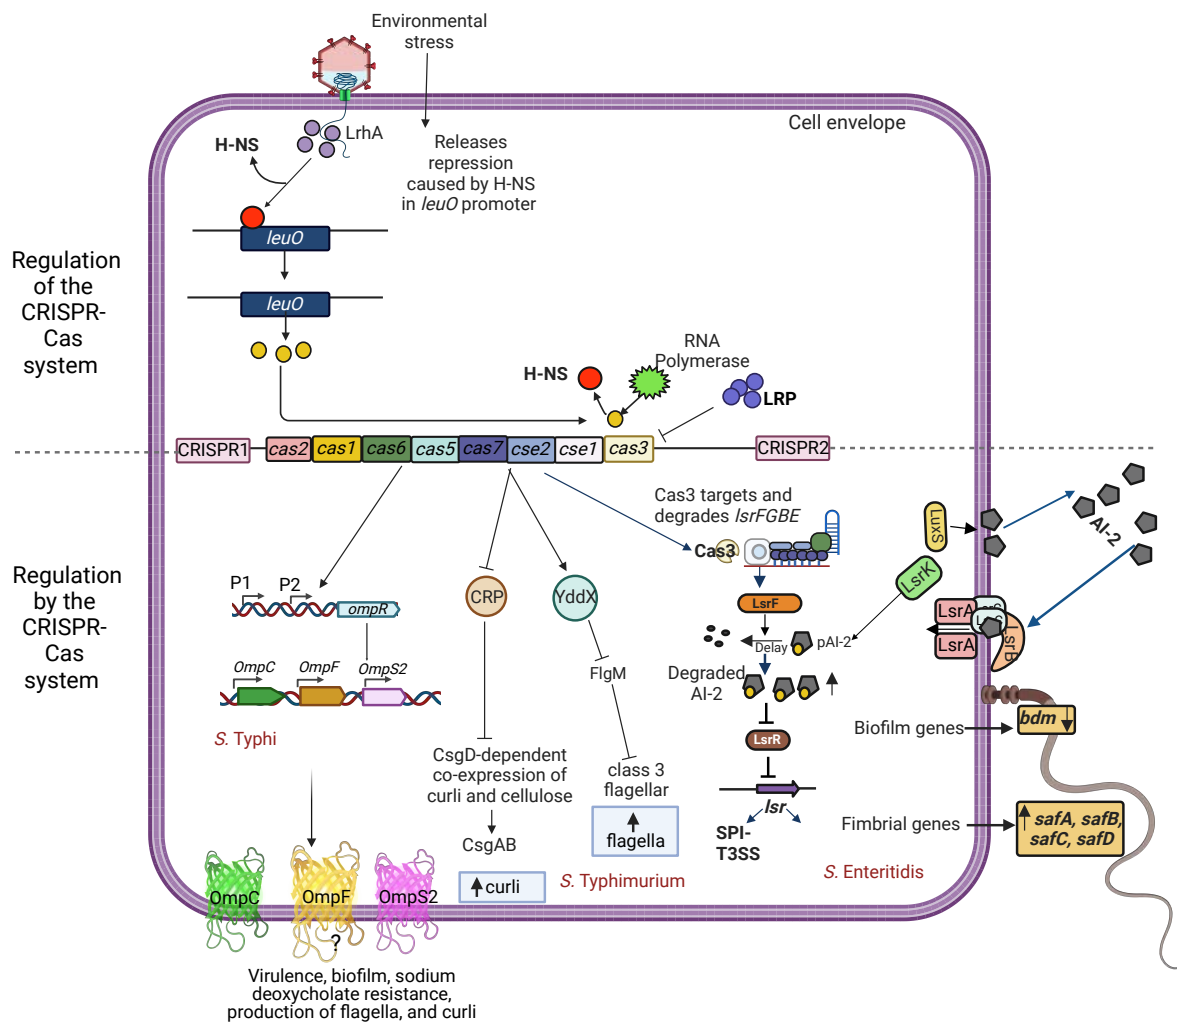 Environmental
stress
Cell envelope
LrhA
H-NS
Releases
repression
caused by H-NS
in leuO promoter
leuO
leuO
Regulation
of the
CRISPR-
Cas
system
RNA
Polymerase
H-NS
LRP
CRISPR1
cas2
cas1
cas6
cas5
cas7
cse2
cse1
cas3
CRISPR2
Regulation
by the
CRISPR-
Cas
system
P1
P2
ompR
OmpC
OmpF
OmpS2
S. Typhi
CRP
YddX
FlgM
CsgD-dependent
co-expression of
curli and cellulose
CsgAB
curli
class 3
flagellar
flagella
S. Typhimurium
Cas3 targets and
degrades lsrFGBE
Cas3
LsrF
Delay
pAI-2
Degraded
AI-2
LsrR
lsr
SPI-
T3SS
S. Enteritidis
LuxS
LsrK
AI-2
LsrA
LsrA
LsrB
Biofilm genes
bdm
Fimbrial genes
safA, safB,
safC, safD
OmpC
OmpF
OmpS2
?
Virulence, biofilm, sodium
deoxycholate resistance,
production of flagella, and curli